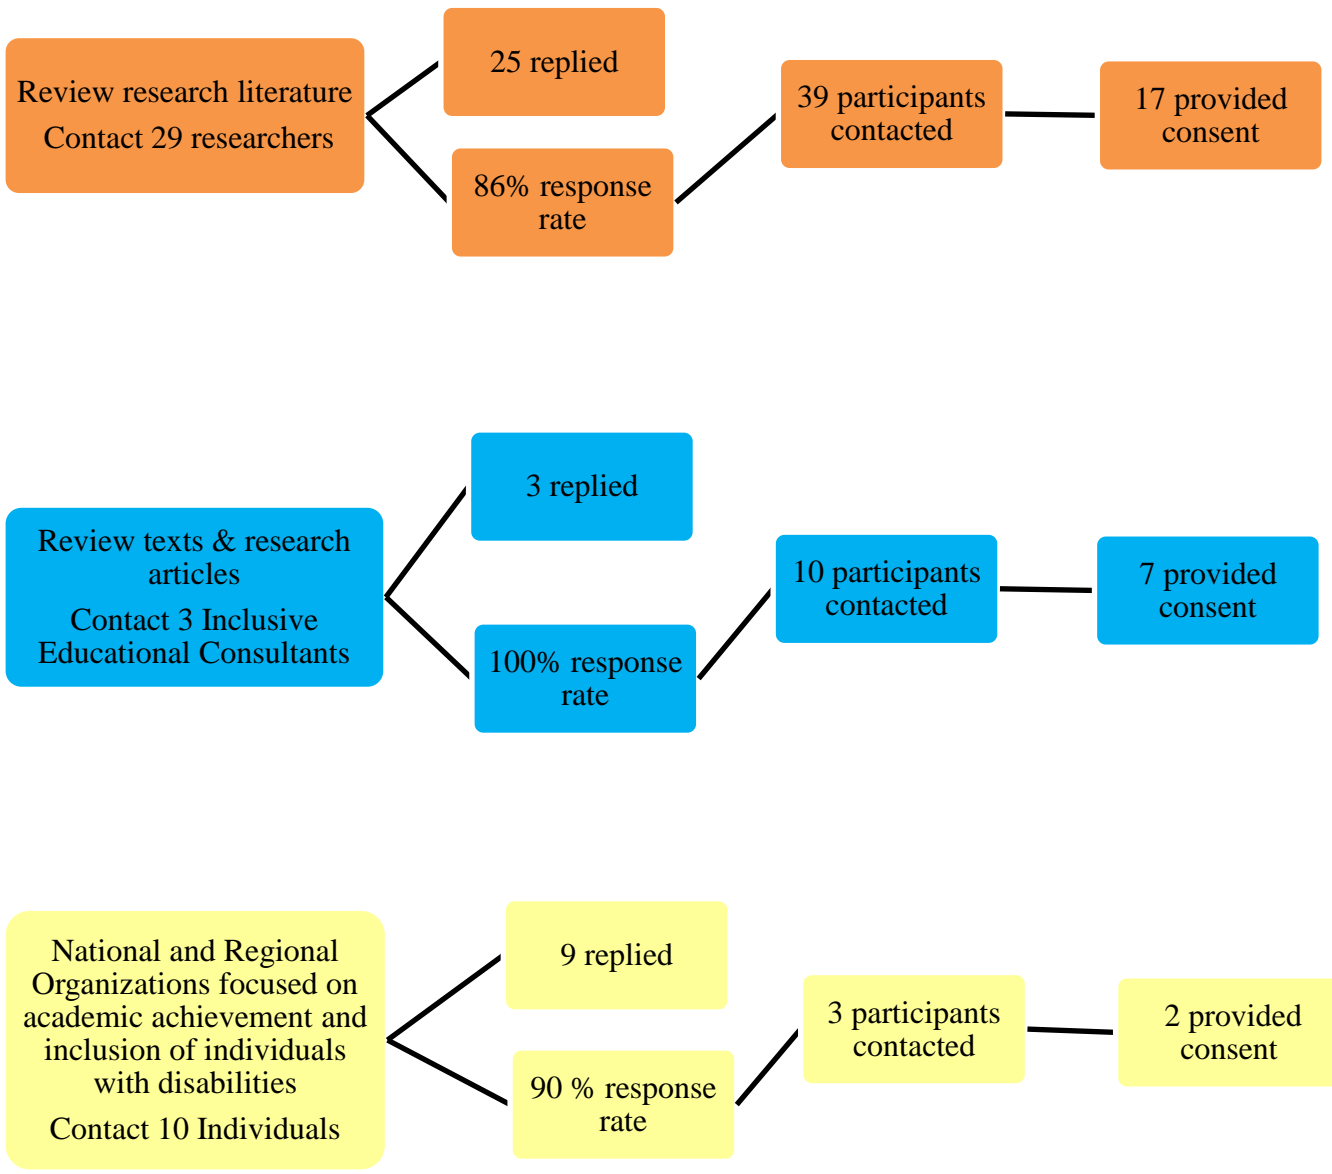 Review research literature
Contact 29 researchers
25 replied
86% response
rate
39 participants
contacted
17 provided
consent
Review texts & research
articles
Contact 3 Inclusive
Educational Consultants
3 replied
100% response
rate
10 participants
contacted
7 provided
consent
National and Regional
Organizations focused on
academic achievement and
inclusion of individuals
with disabilities
Contact 10 Individuals
9 replied
90 % response
rate
3 participants
contacted
2 provided
consent